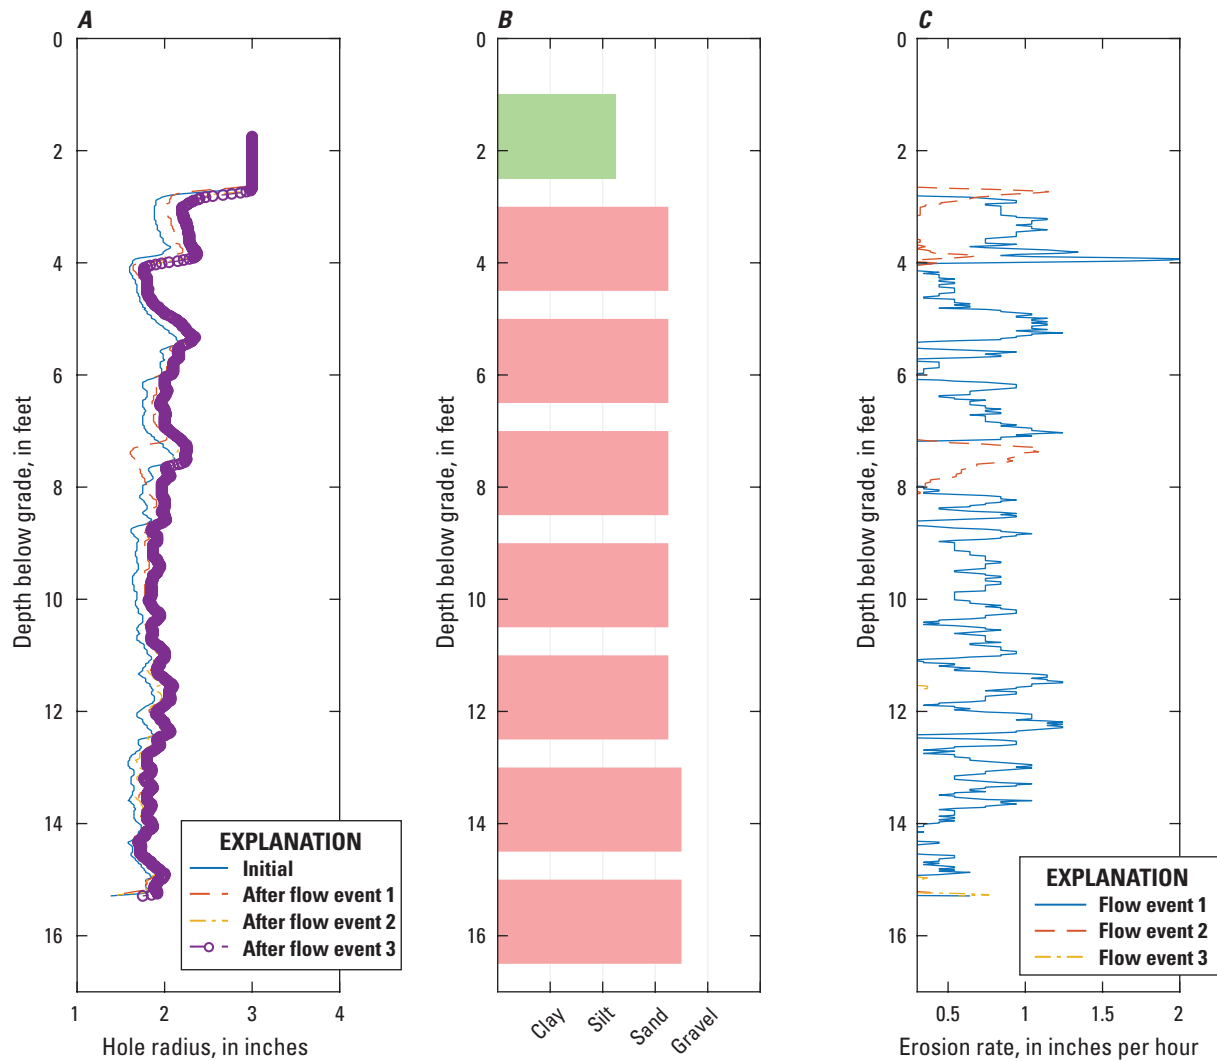 A
0
2
4
6
8
10
12
14
16
1
2
3
4
Depth below grade, in feet
Hole radius, in inches
EXPLANATION
Initial
After flow event 1
After flow event 2
After flow event 3
B
0
2
4
6
8
10
12
14
16
Clay
Silt
Sand
Gravel
Depth below grade, in feet
C
0
2
4
6
8
10
12
14
16
0.5
1
1.5
2
Depth below grade, in feet
Erosion rate, in inches per hour
EXPLANATION
Flow event 1
Flow event 2
Flow event 3